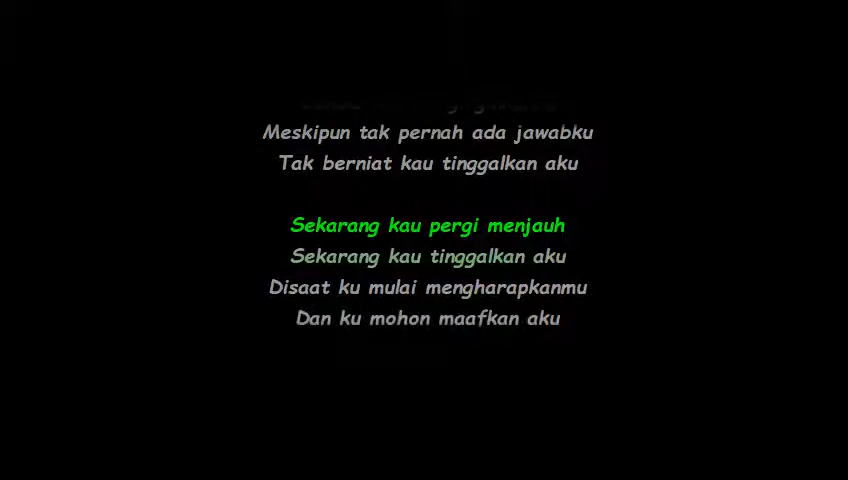 Meskipun tak pernah ada jawabku
Tak berniat kau tinggalkan aku
Sekarang kau pergi menjauh
Sekarang kau tinggalkan aku
Disaat ku mulai mengharapkanmu
Dan ku mohon maafkan aku